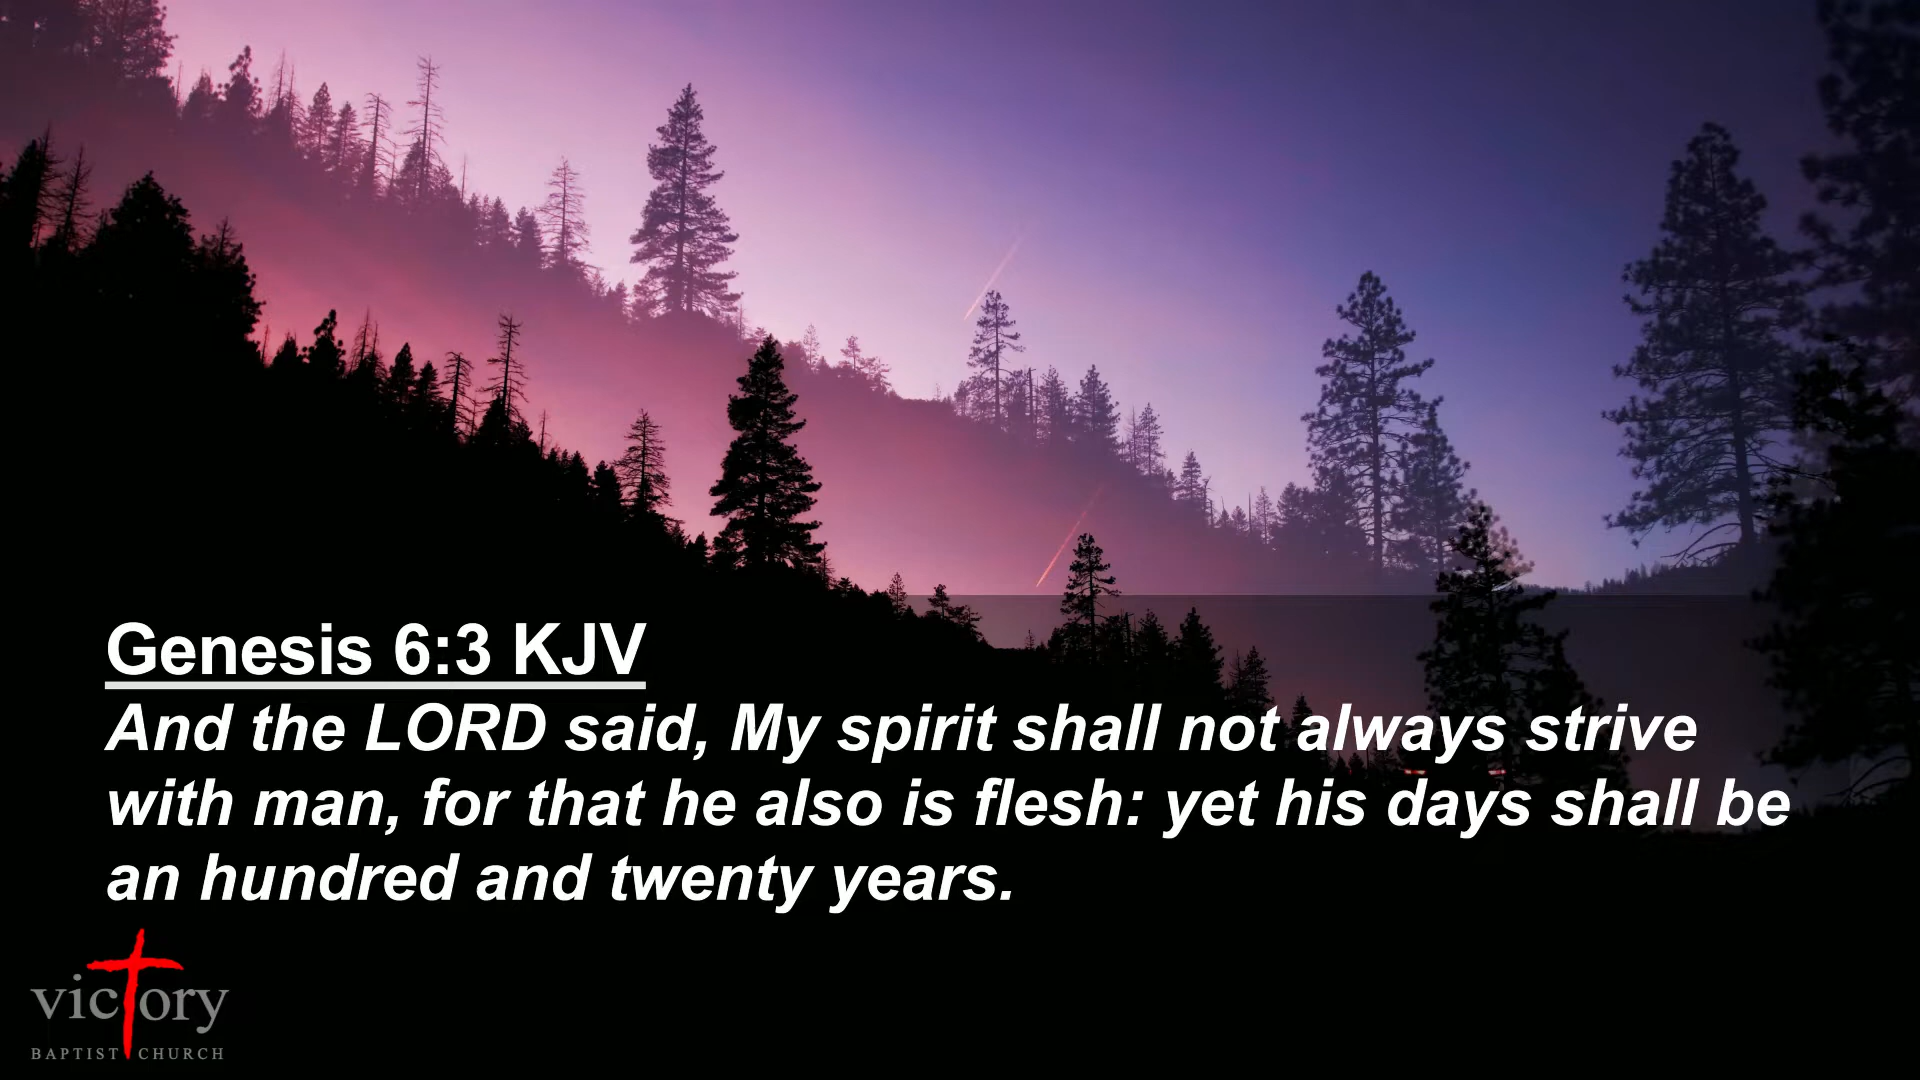 Genesis 6:3 KJV
And the LORD said, My spirit shall not always strive
with man, for that he also is flesh: yet his days shall be
an hundred and twenty years.
victory
BAPTIST CHURCH